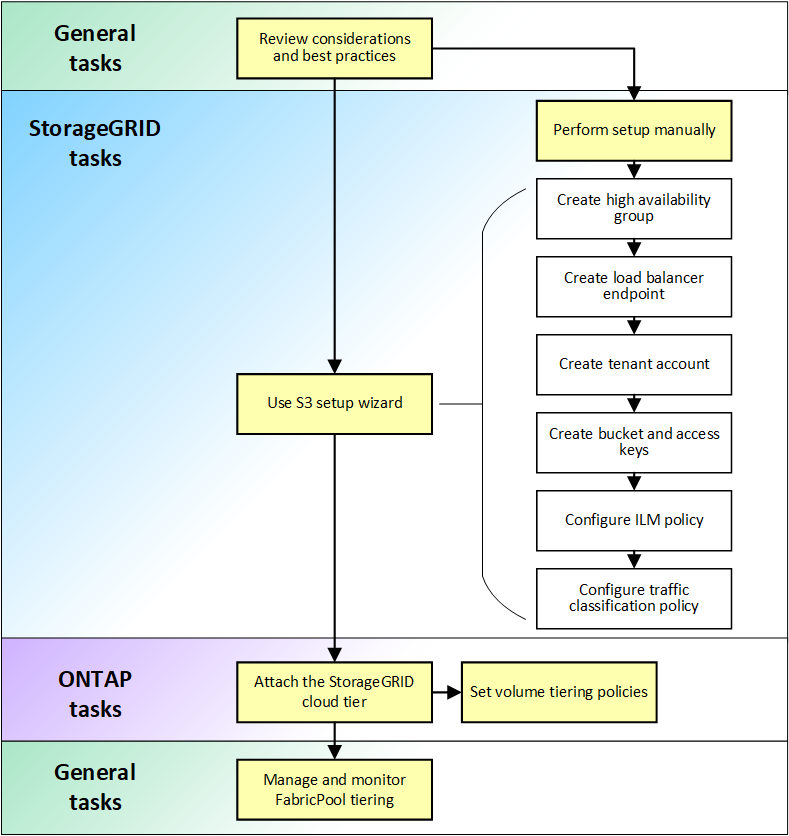 General
tasks
Review considerations
and best practices
StorageGRID
tasks
Perform setup manually
Create high availability
group
Create load balancer
endpoint
Create tenant account
Use S3 setup wizard
Create bucket and access
keys
Configure ILM policy
Configure traffic
classification policy
ONTAP
tasks
Attach the StorageGRID
cloud tier
Set volume tiering policies
General
tasks
Manage and monitor
FabricPool tiering